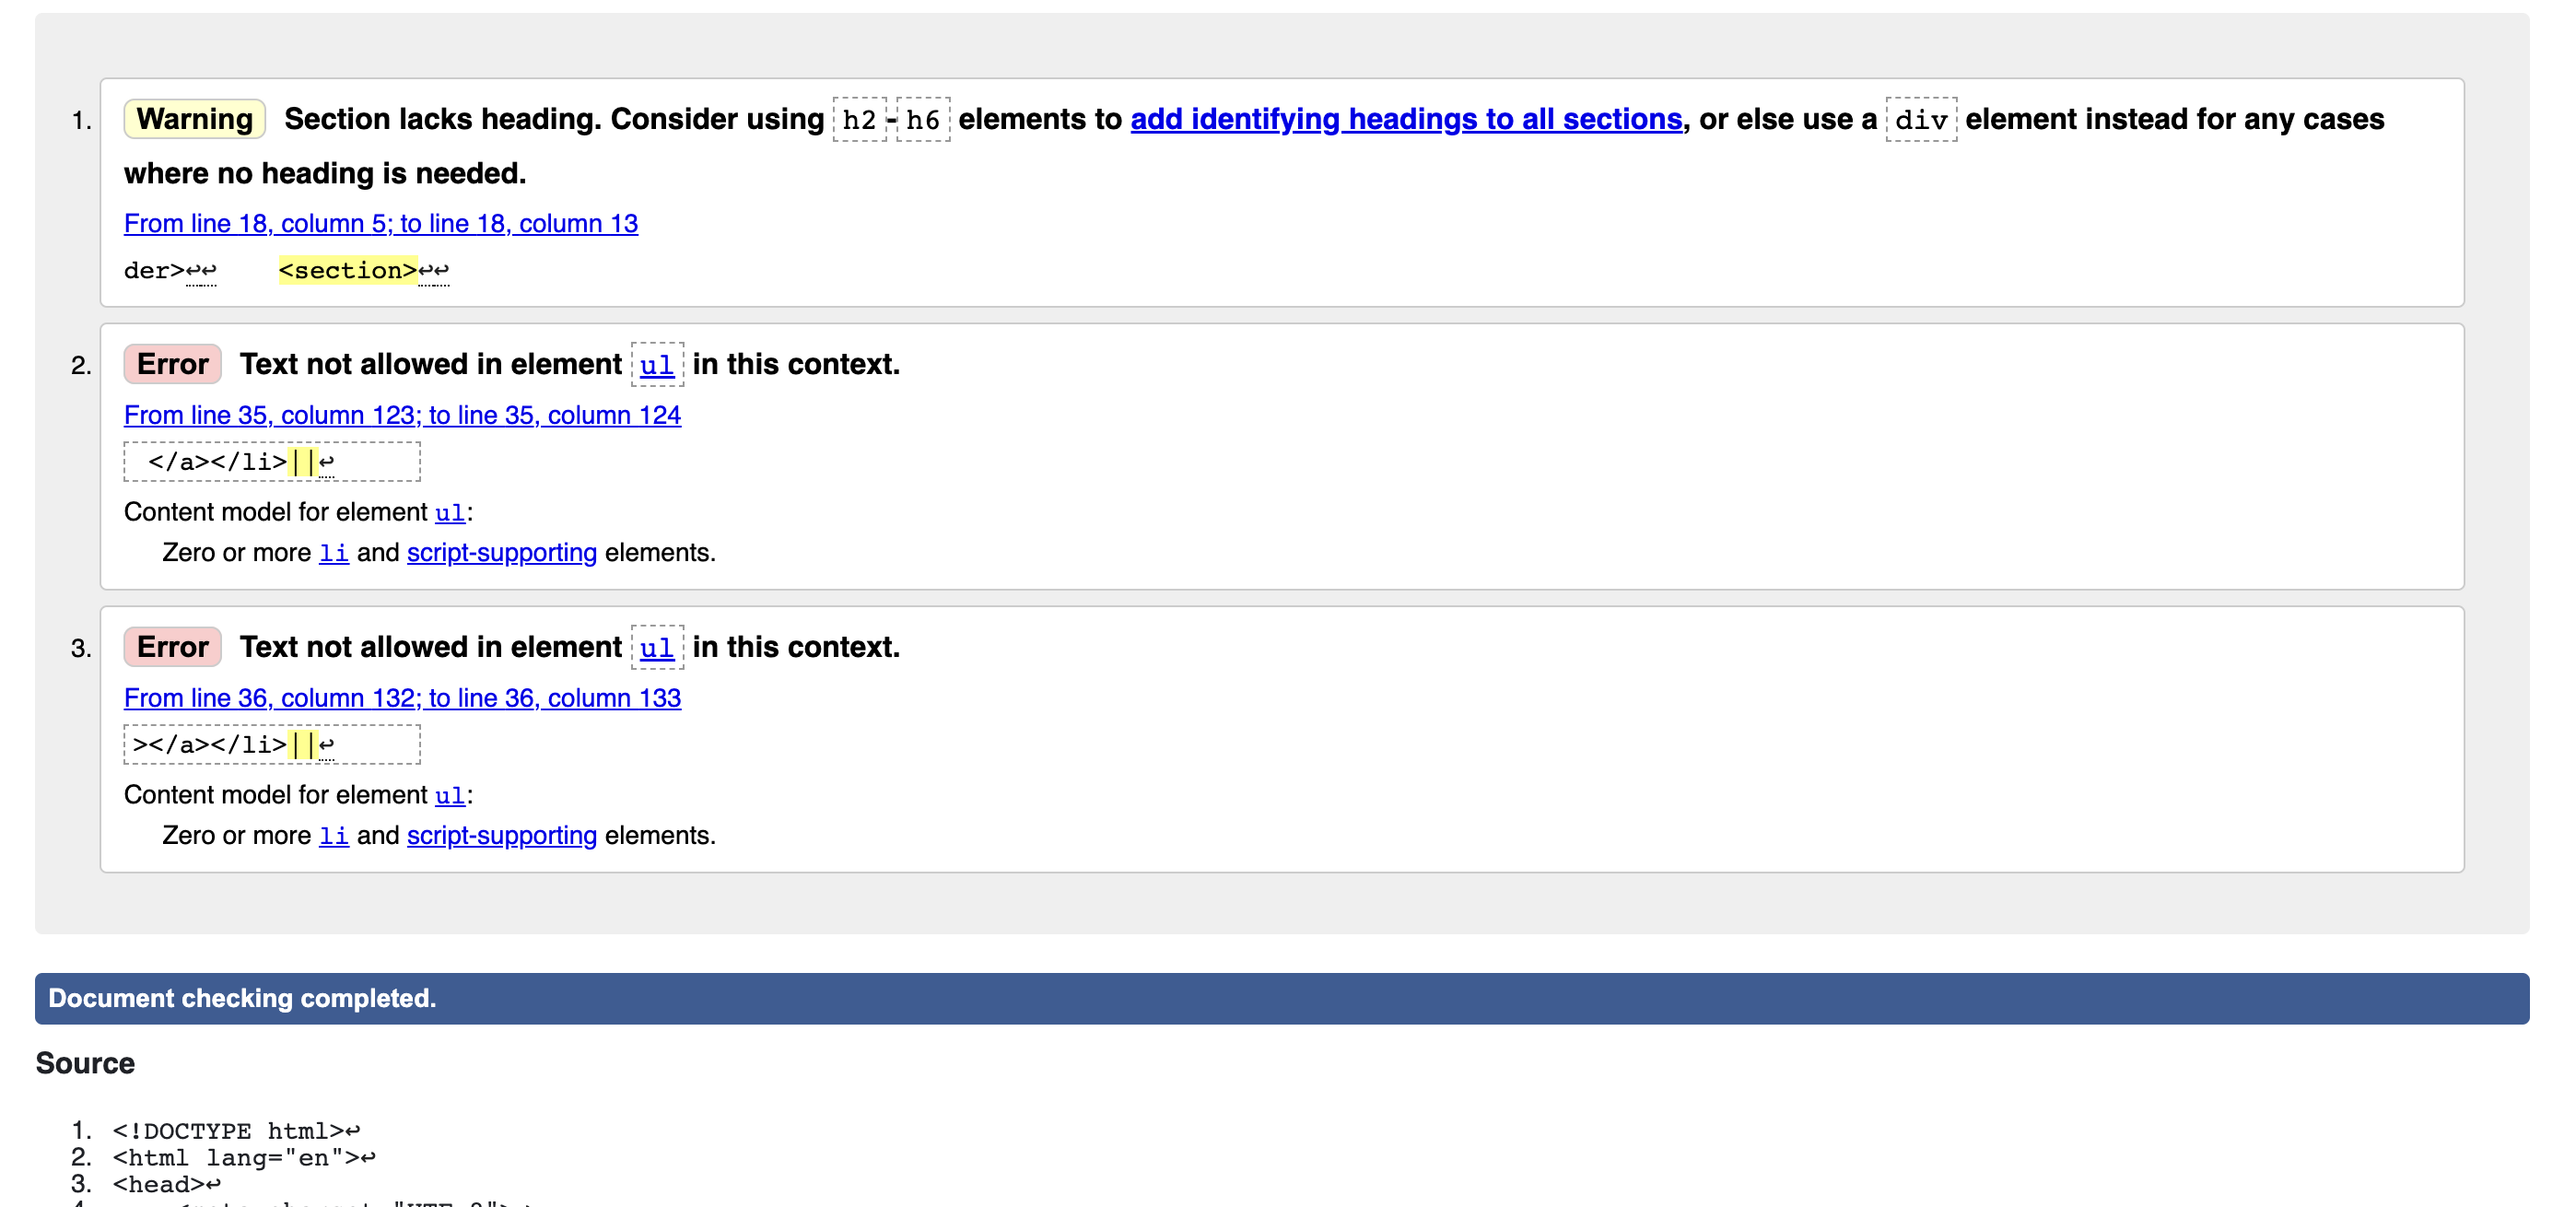 1. Warning Section lacks heading. Consider using h2-h6 elements to add identifying headings to all sections, or else use a div element instead for any cases
where no heading is needed.
From line 18, column 5; to line 18, column 13
der>↩↩    <section>↩↩
2. Error Text not allowed in element ul in this context.
From line 35, column 123; to line 35, column 124
</a></li>||↩
Content model for element ul:
Zero or more li and script-supporting elements.
3. Error Text not allowed in element ul in this context.
From line 36, column 132; to line 36, column 133
></a></li>||↩
Content model for element ul:
Zero or more li and script-supporting elements.
Document checking completed.
Source
1. <!DOCTYPE html>↩
2. <html lang="en">↩
3. <head>↩